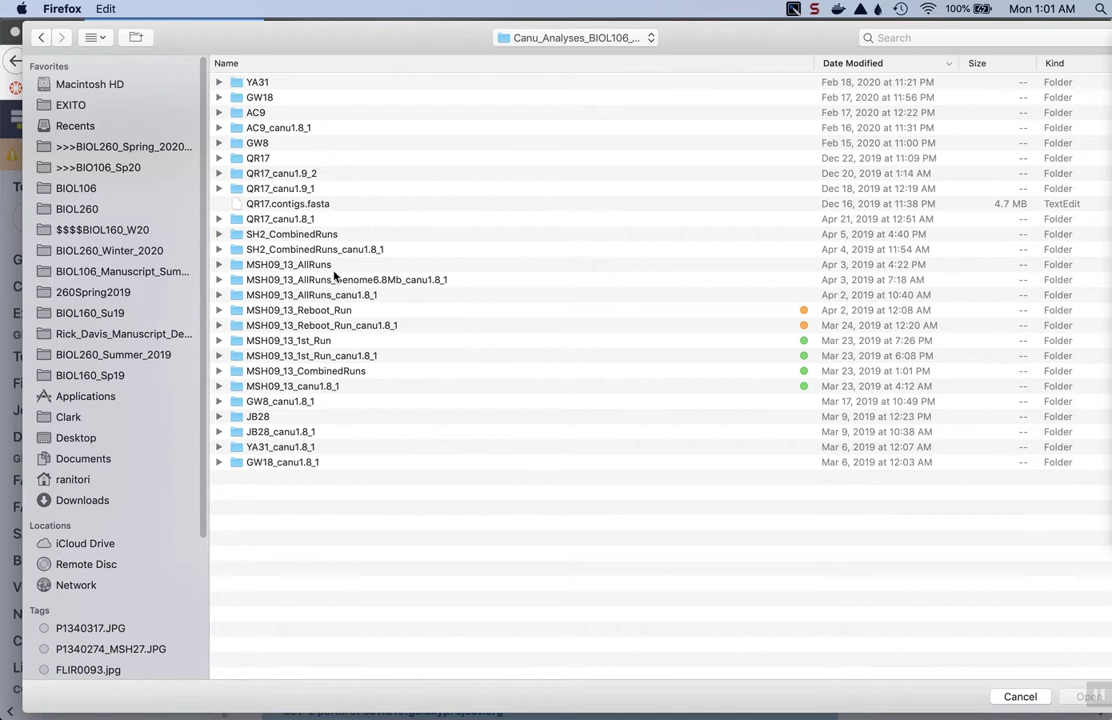 Firefox Edit 100% Mon 1:01 AM
Canu_Analyses_BIOL106_... Search
Favorites
Macintosh HD
EXITO
Recents
>>>BIOL260_Spring_2020...
>>>BIO106_Sp20
BIOL106
BIOL260
$$$$BIOL160_W20
BIOL260_Winter_2020
BIOL106_Manuscript_Sum...
260Spring2019
BIOL160_Su19
Rick_Davis_Manuscript_De...
BIOL260_Summer_2019
BIOL160_Sp19
Applications
Clark
Desktop
Documents
ranitori
Downloads
Locations
iCloud Drive
Remote Disc
Network
Tags
P1340317.JPG
P1340274_MSH27.JPG
FLIR0093.jpg
Name Date Modified Size Kind
YA31 Feb 18, 2020 at 11:21 PM -- Folder
GW18 Feb 17, 2020 at 11:56 PM -- Folder
AC9 Feb 17, 2020 at 12:22 PM -- Folder
AC9_canu1.8_1 Feb 16, 2020 at 11:31 PM -- Folder
GW8 Feb 15, 2020 at 11:00 PM -- Folder
QR17 Dec 22, 2019 at 11:09 PM -- Folder
QR17_canu1.9_2 Dec 20, 2019 at 1:14 AM -- Folder
QR17_canu1.9_1 Dec 18, 2019 at 12:19 AM -- Folder
QR17.contigs.fasta Dec 16, 2019 at 11:38 PM 4.7 MB TextEdit
QR17_canu1.8_1 Apr 21, 2019 at 12:51 AM -- Folder
SH2_CombinedRuns Apr 5, 2019 at 4:40 PM -- Folder
SH2_CombinedRuns_canu1.8_1 Apr 4, 2019 at 11:54 AM -- Folder
MSH09_13_AllRuns Apr 3, 2019 at 4:22 PM -- Folder
MSH09_13_AllRuns_Genome6.8Mb_canu1.8_1 Apr 3, 2019 at 7:18 AM -- Folder
MSH09_13_AllRuns_canu1.8_1 Apr 2, 2019 at 10:40 AM -- Folder
MSH09_13_Reboot_Run Apr 2, 2019 at 12:08 AM -- Folder
MSH09_13_Reboot_Run_canu1.8_1 Mar 24, 2019 at 12:20 AM -- Folder
MSH09_13_1st_Run Mar 23, 2019 at 7:26 PM -- Folder
MSH09_13_1st_Run_canu1.8_1 Mar 23, 2019 at 6:08 PM -- Folder
MSH09_13_CombinedRuns Mar 23, 2019 at 1:01 PM -- Folder
MSH09_13_canu1.8_1 Mar 23, 2019 at 4:12 AM -- Folder
GW8_canu1.8_1 Mar 17, 2019 at 10:49 PM -- Folder
JB28 Mar 9, 2019 at 12:23 PM -- Folder
JB28_canu1.8_1 Mar 9, 2019 at 10:38 AM -- Folder
YA31_canu1.8_1 Mar 6, 2019 at 12:07 AM -- Folder
GW18_canu1.8_1 Mar 6, 2019 at 12:03 AM -- Folder
Cancel Open